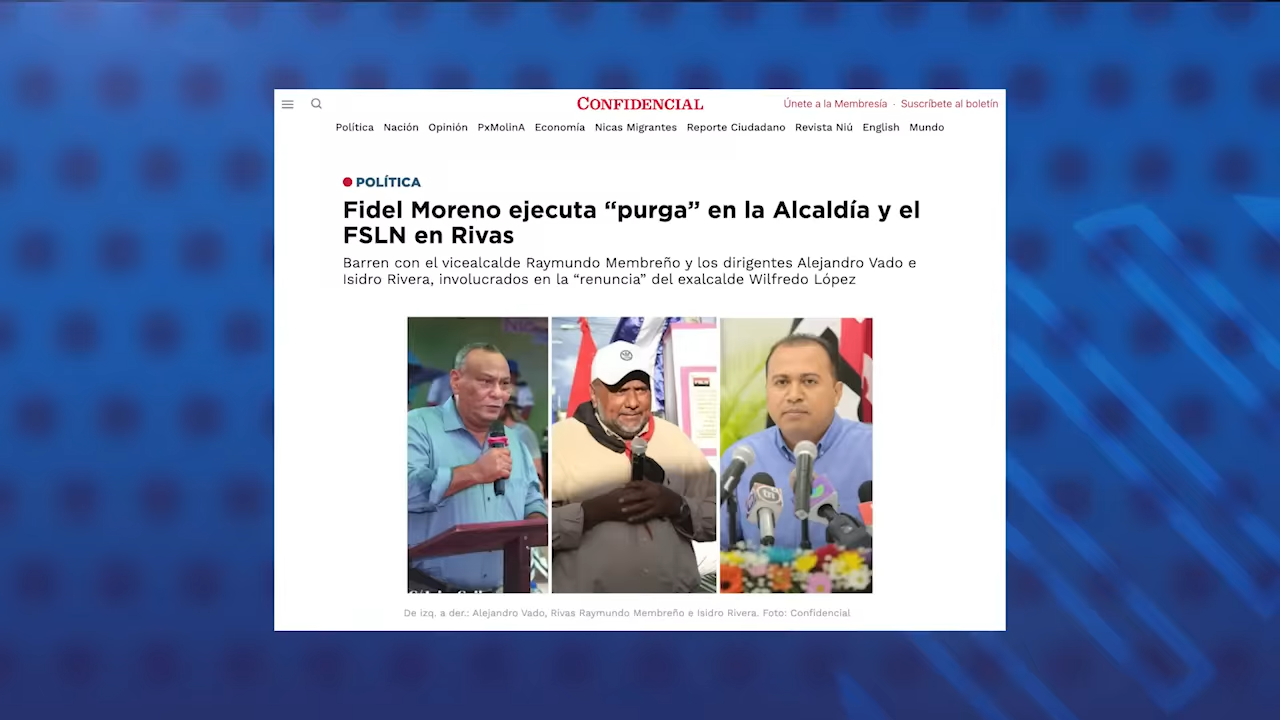 CONFIDENCIAL
Únete a la Membresía · Suscríbete al boletín
Política Nación Opinión PxMolinA Economía Nicas Migrantes Reporte Ciudadano Revista Niú English Mundo
POLÍTICA
Fidel Moreno ejecuta “purga” en la Alcaldía y el
FSLN en Rivas
Barren con el vicealcalde Raymundo Membreño y los dirigentes Alejandro Vado e
Isidro Rivera, involucrados en la “renuncia” del exalcalde Wilfredo López
De izq. a der.: Alejandro Vado, Rivas Raymundo Membreño e Isidro Rivera. Foto: Confidencial